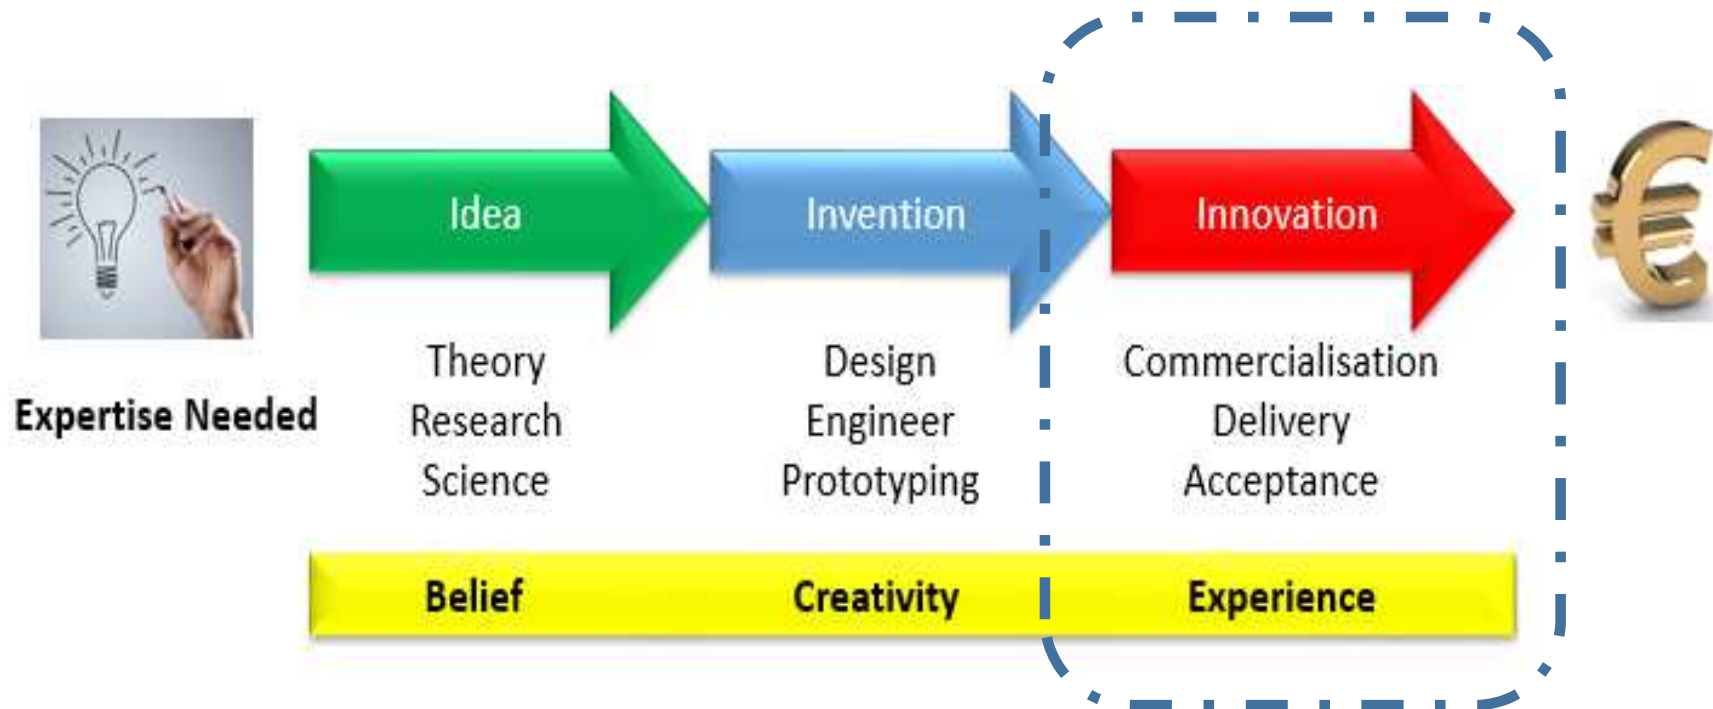 Idea
Invention
Innovation
Expertise Needed
Theory
Research
Science
Design
Engineer
Prototyping
Commercialisation
Delivery
Acceptance
Belief
Creativity
Experience
€